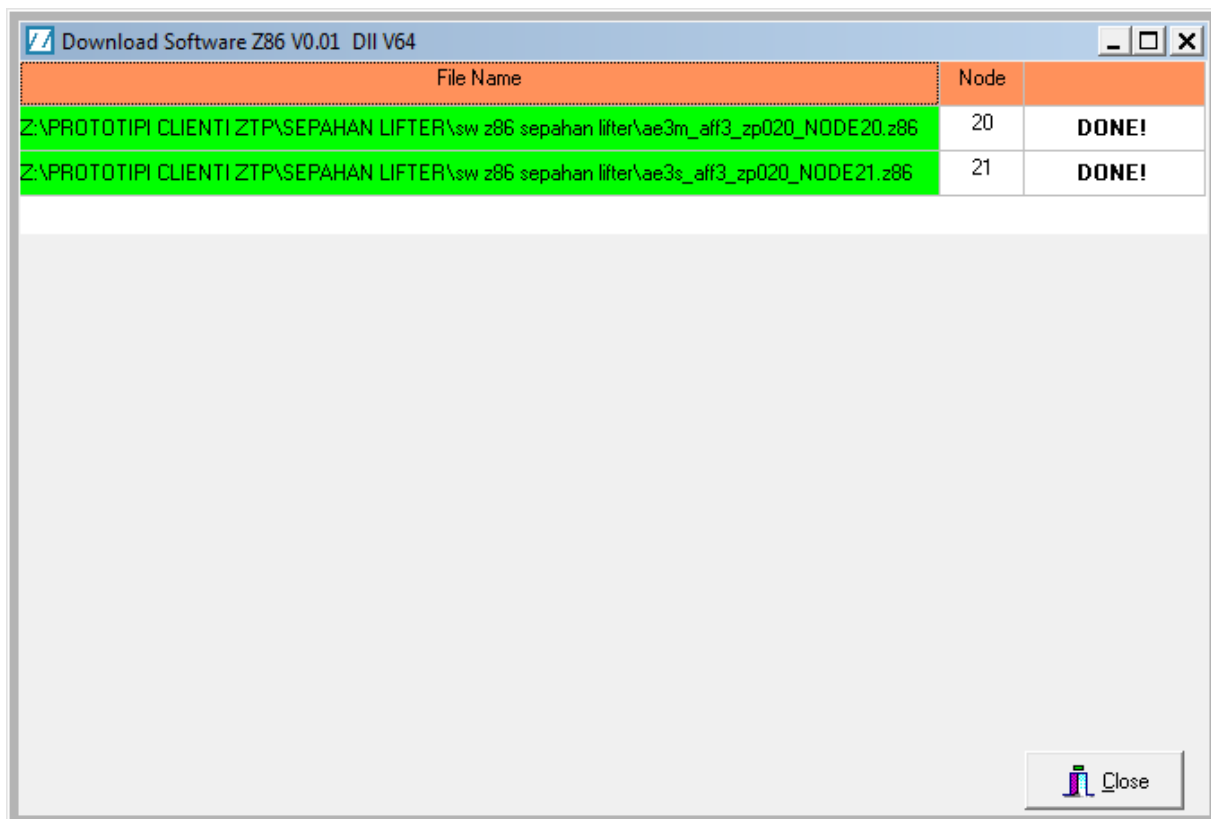 Download Software Z86 V0.01 Dll V64
File Name Node
Z:\PROTOTIPI CLIENTI ZTP\SEPAHAN LIFTER\sw z86 sepahan lifter\ae3m_aff3_zp020_NODE20.z86 20 DONE!
Z:\PROTOTIPI CLIENTI ZTP\SEPAHAN LIFTER\sw z86 sepahan lifter\ae3s_aff3_zp020_NODE21.z86 21 DONE!
Close